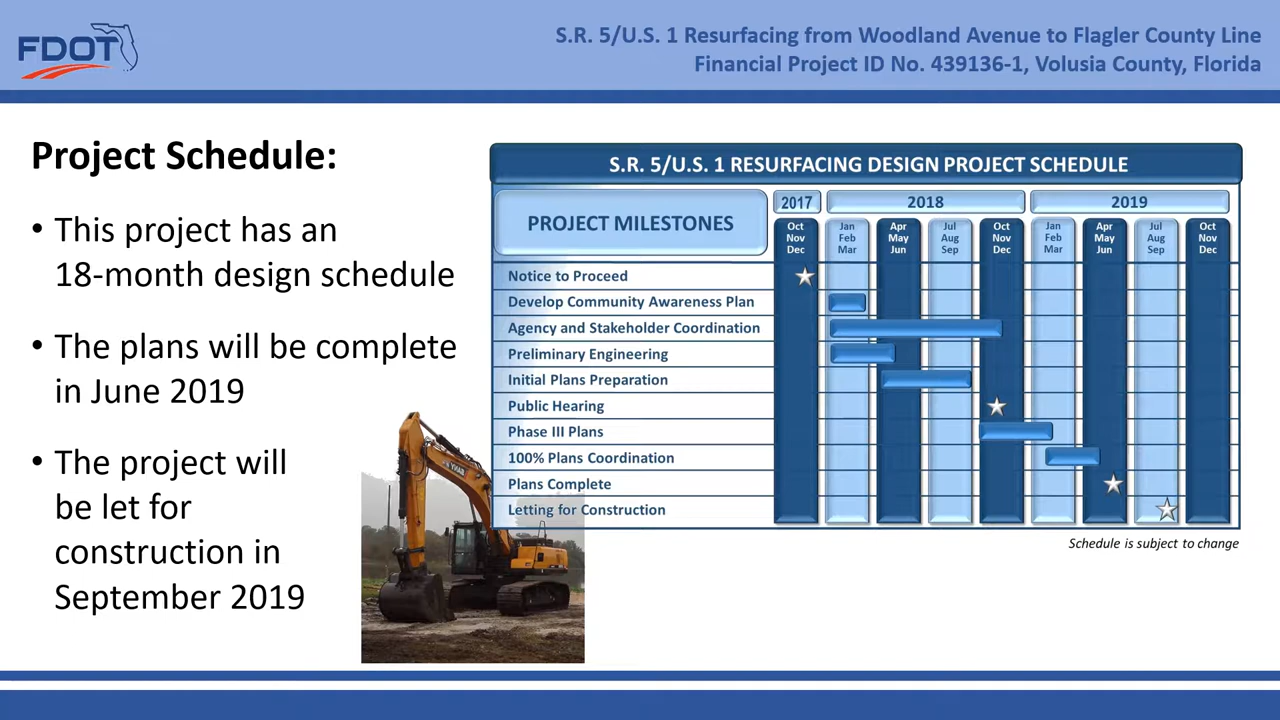 FDOT
S.R. 5/U.S. 1 Resurfacing from Woodland Avenue to Flagler County Line
Financial Project ID No. 439136-1, Volusia County, Florida
Project Schedule:
• This project has an
18-month design schedule
• The plans will be complete
in June 2019
• The project will
be let for
construction in
September 2019
S.R. 5/U.S. 1 RESURFACING DESIGN PROJECT SCHEDULE
PROJECT MILESTONES
2017 2018 2019
Oct Jan Apr Jul Oct Jan Apr Jul Oct
Nov Feb May Aug Nov Feb May Aug Nov
Dec Mar Jun Sep Dec Mar Jun Sep Dec
Notice to Proceed
Develop Community Awareness Plan
Agency and Stakeholder Coordination
Preliminary Engineering
Initial Plans Preparation
Public Hearing
Phase III Plans
100% Plans Coordination
Plans Complete
Letting for Construction
Schedule is subject to change